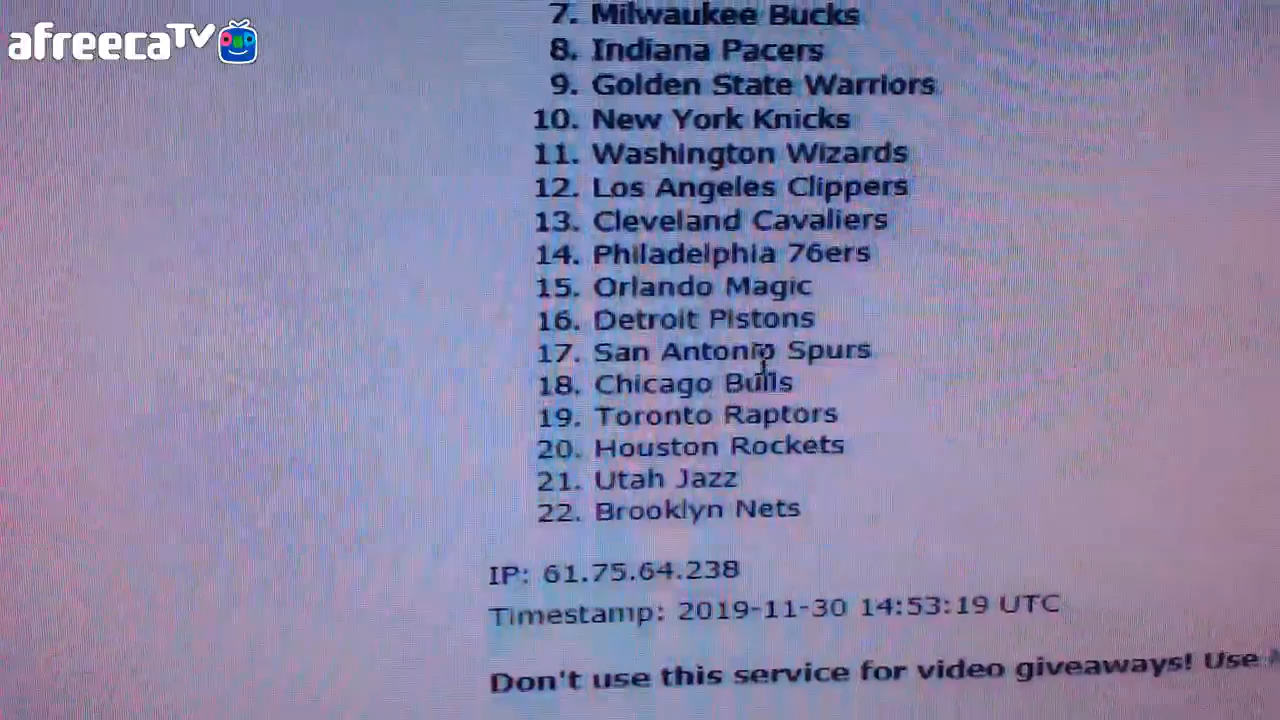 afreecaTV
7. Milwaukee Bucks
8. Indiana Pacers
9. Golden State Warriors
10. New York Knicks
11. Washington Wizards
12. Los Angeles Clippers
13. Cleveland Cavaliers
14. Philadelphia 76ers
15. Orlando Magic
16. Detroit Pistons
17. San Antonio Spurs
18. Chicago Bulls
19. Toronto Raptors
20. Houston Rockets
21. Utah Jazz
22. Brooklyn Nets
IP: 61.75.64.238
Timestamp: 2019-11-30 14:53:19 UTC
Don't use this service for video giveaways! Use